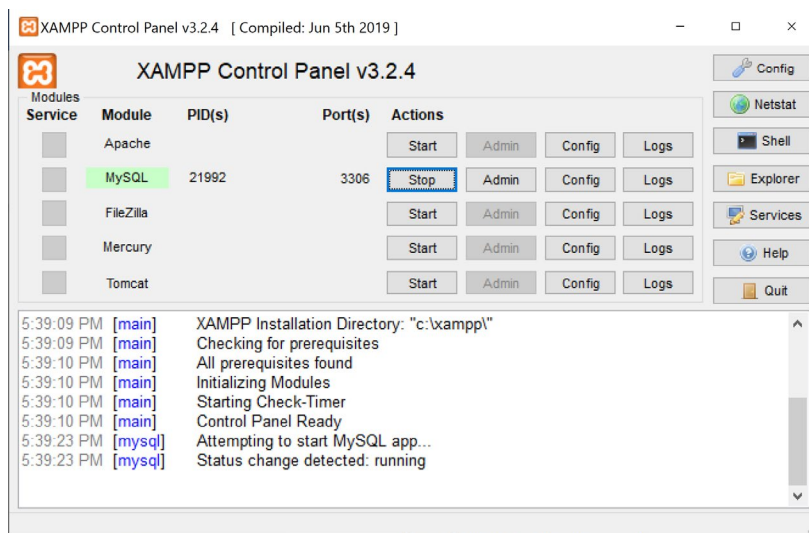 XAMPP Control Panel v3.2.4 [ Compiled: Jun 5th 2019 ]
XAMPP Control Panel v3.2.4
Config
Modules
Service Module PID(s) Port(s) Actions
Netstat
Apache Start Admin Config Logs
Shell
MySQL 21992 3306 Stop Admin Config Logs
Explorer
FileZilla Start Admin Config Logs
Services
Mercury Start Admin Config Logs
Help
Tomcat Start Admin Config Logs
Quit
5:39:09 PM [main] XAMPP Installation Directory: "c:\xampp\"
5:39:09 PM [main] Checking for prerequisites
5:39:10 PM [main] All prerequisites found
5:39:10 PM [main] Initializing Modules
5:39:10 PM [main] Starting Check-Timer
5:39:10 PM [main] Control Panel Ready
5:39:23 PM [mysql] Attempting to start MySQL app...
5:39:23 PM [mysql] Status change detected: running